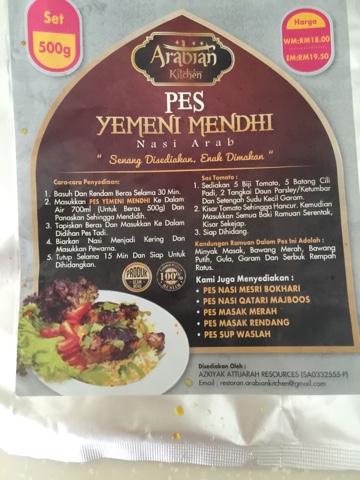 Set
500g
Harga
WM:RM18.00
EM:RM19.50
Arabian
Kitchen
PES
YEMENI MENDHI
Nasi Arab
" Senang Disediakan, Enak Dimakan "
Cara-cara Penyediaan:
1. Basuh Dan Rendam Beras Selama 30 Min.
2. Masukkan PES YEMENI MENDHI Ke Dalam
Air 700ml (Untuk Beras 500g) Dan
Panaskan Sehingga Mendidih.
3. Tapiskan Beras Dan Masukkan Ke Dalam
Didihan Pes Tadi.
4. Biarkan Nasi Menjadi Kering Dan
Masukkan Pewarna.
5. Tutup Selama 15 Min Dan Siap Untuk
Dihidangkan.
Sos Tomato :
1. Sediakan 5 Biji Tomato, 5 Batang Cili
Padi, 2 Tangkai Daun Parsley/Ketumbar
Dan Setengah Sudu Kecil Garam.
2. Kisar Tomato Sehingga Hancur. Kemudian
Masukkan Semua Baki Ramuan Serentak,
Kisar Sekejap.
3. Siap Dihidang.
Kandungan Ramuan Dalam Pes Ini Adalah :
Minyak Masak, Bawang Merah, Bawang
Putih, Gula, Garam Dan Serbuk Rempah
Ratus.
PRODUK
100%
MUSLIM
Kami Juga Menyediakan :
• PES NASI MESRI BOKHARI
• PES NASI QATARI MAJBOOS
• PES MASAK MERAH
• PES MASAK RENDANG
• PES SUP WASLAH
Disediakan Oleh :
AZKIYAK ATTIJARAH RESOURCES (SA0332555-P)
Email : restoran.arabiankitchen@gmail.com